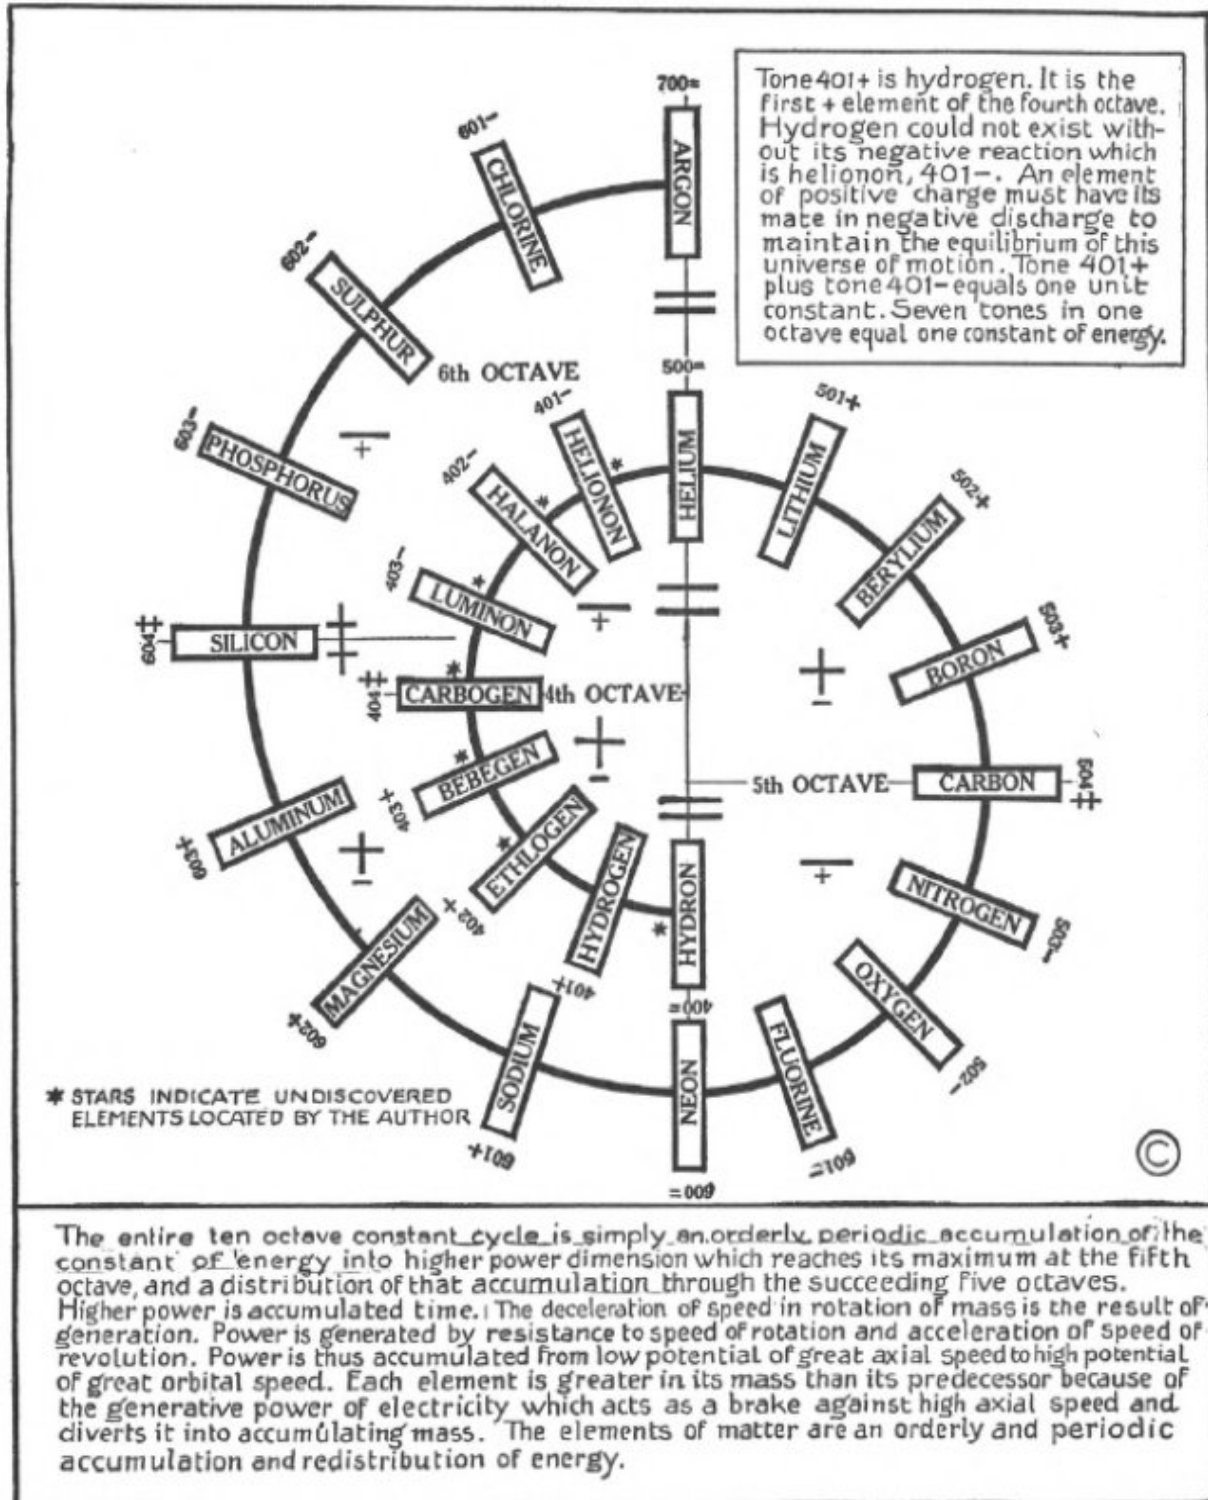 700=
ARGON
Tone 401+ is hydrogen. It is the
first + element of the fourth octave.
Hydrogen could not exist with-
out its negative reaction which
is helionon, 401-. An element
of positive charge must have its
mate in negative discharge to
maintain the equilibrium of this
universe of motion. Tone 401+
plus tone 401- equals one unit
constant. Seven tones in one
octave equal one constant of energy.
601-
CHLORINE
602-
SULPHUR
6th OCTAVE
603-
PHOSPHORUS
604‡
SILICON
603+
ALUMINUM
602+
MAGNESIUM
601+
SODIUM
500=
HELIUM
401-
HELIONON *
402-
HALANON *
403-
LUMINON *
404‡
CARBOGEN *
4th OCTAVE
403+
BEBEGEN *
402+
ETHLOGEN *
401+
HYDROGEN
400=
HYDRON *
501+
LITHIUM
502+
BERYLIUM
503+
BORON
5th OCTAVE
504‡
CARBON
503-
NITROGEN
502-
OXYGEN
601=
FLUORINE
600=
NEON
+
-
* STARS INDICATE UNDISCOVERED
ELEMENTS LOCATED BY THE AUTHOR
©
The entire ten octave constant cycle is simply an orderly periodic accumulation of the
constant of energy into higher power dimension which reaches its maximum at the fifth
octave, and a distribution of that accumulation through the succeeding five octaves.
Higher power is accumulated time. The deceleration of speed in rotation of mass is the result of
generation. Power is generated by resistance to speed of rotation and acceleration of speed of
revolution. Power is thus accumulated from low potential of great axial speed to high potential
of great orbital speed. Each element is greater in its mass than its predecessor because of
the generative power of electricity which acts as a brake against high axial speed and
diverts it into accumulating mass. The elements of matter are an orderly and periodic
accumulation and redistribution of energy.